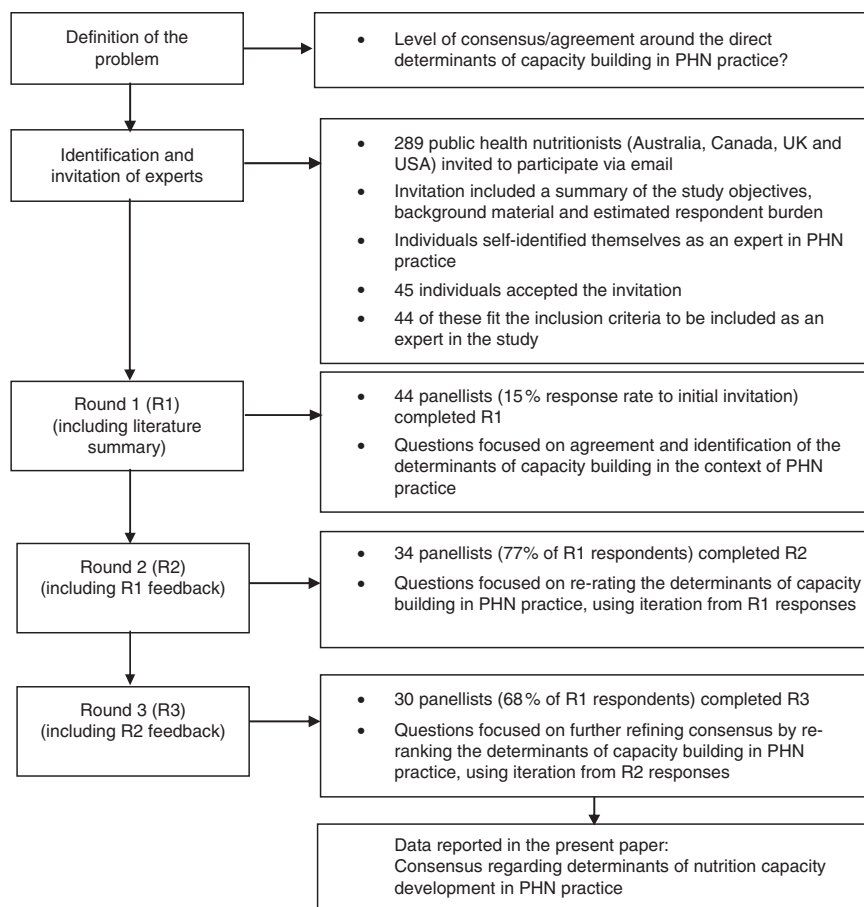 Definition of the
problem
• Level of consensus/agreement around the direct
determinants of capacity building in PHN practice?
Identification and
invitation of experts
• 289 public health nutritionists (Australia, Canada, UK and
USA) invited to participate via email
• Invitation included a summary of the study objectives,
background material and estimated respondent burden
• Individuals self-identified themselves as an expert in PHN
practice
• 45 individuals accepted the invitation
• 44 of these fit the inclusion criteria to be included as an
expert in the study
Round 1 (R1)
(including literature
summary)
• 44 panellists (15% response rate to initial invitation)
completed R1
• Questions focused on agreement and identification of the
determinants of capacity building in the context of PHN
practice
Round 2 (R2)
(including R1 feedback)
• 34 panellists (77% of R1 respondents) completed R2
• Questions focused on re-rating the determinants of capacity
building in PHN practice, using iteration from R1 responses
Round 3 (R3)
(including R2 feedback)
• 30 panellists (68% of R1 respondents) completed R3
• Questions focused on further refining consensus by re-
ranking the determinants of capacity building in PHN
practice, using iteration from R2 responses
Data reported in the present paper:
Consensus regarding determinants of nutrition capacity
development in PHN practice